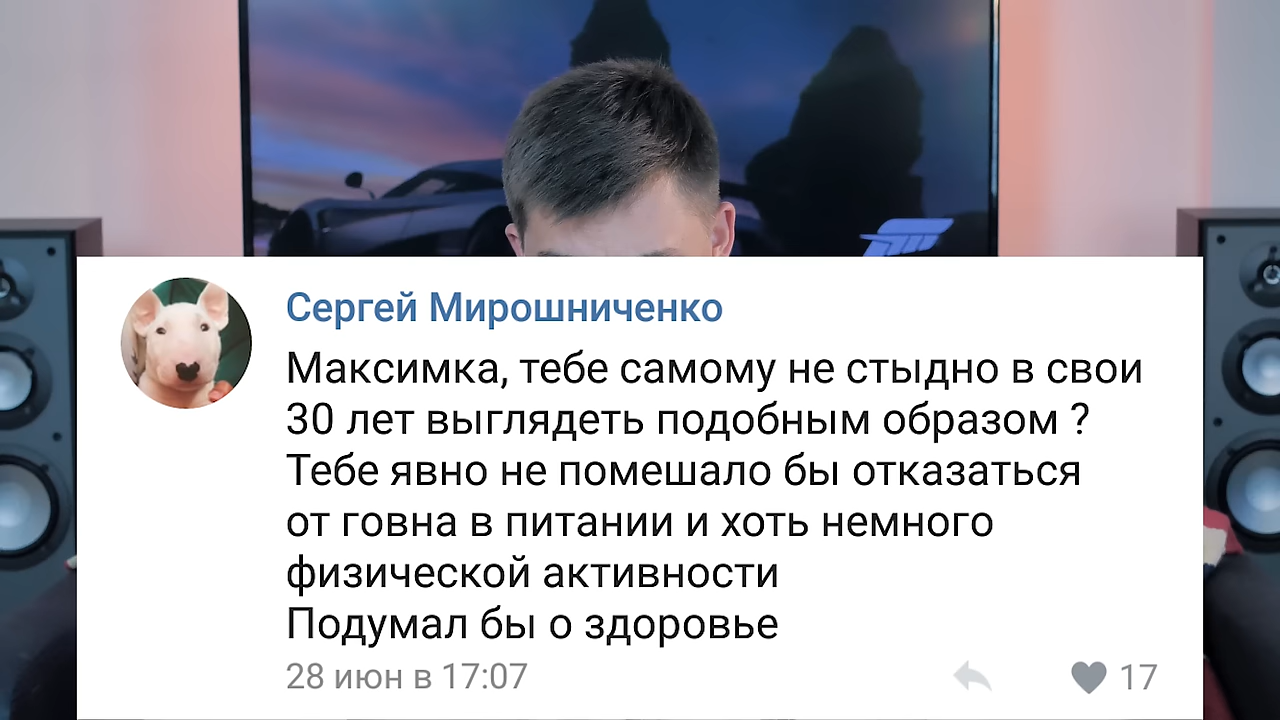 Сергей Мирошниченко
Максимка, тебе самому не стыдно в свои
30 лет выглядеть подобным образом ?
Тебе явно не помешало бы отказаться
от говна в питании и хоть немного
физической активности
Подумал бы о здоровье
28 июн в 17:07
17